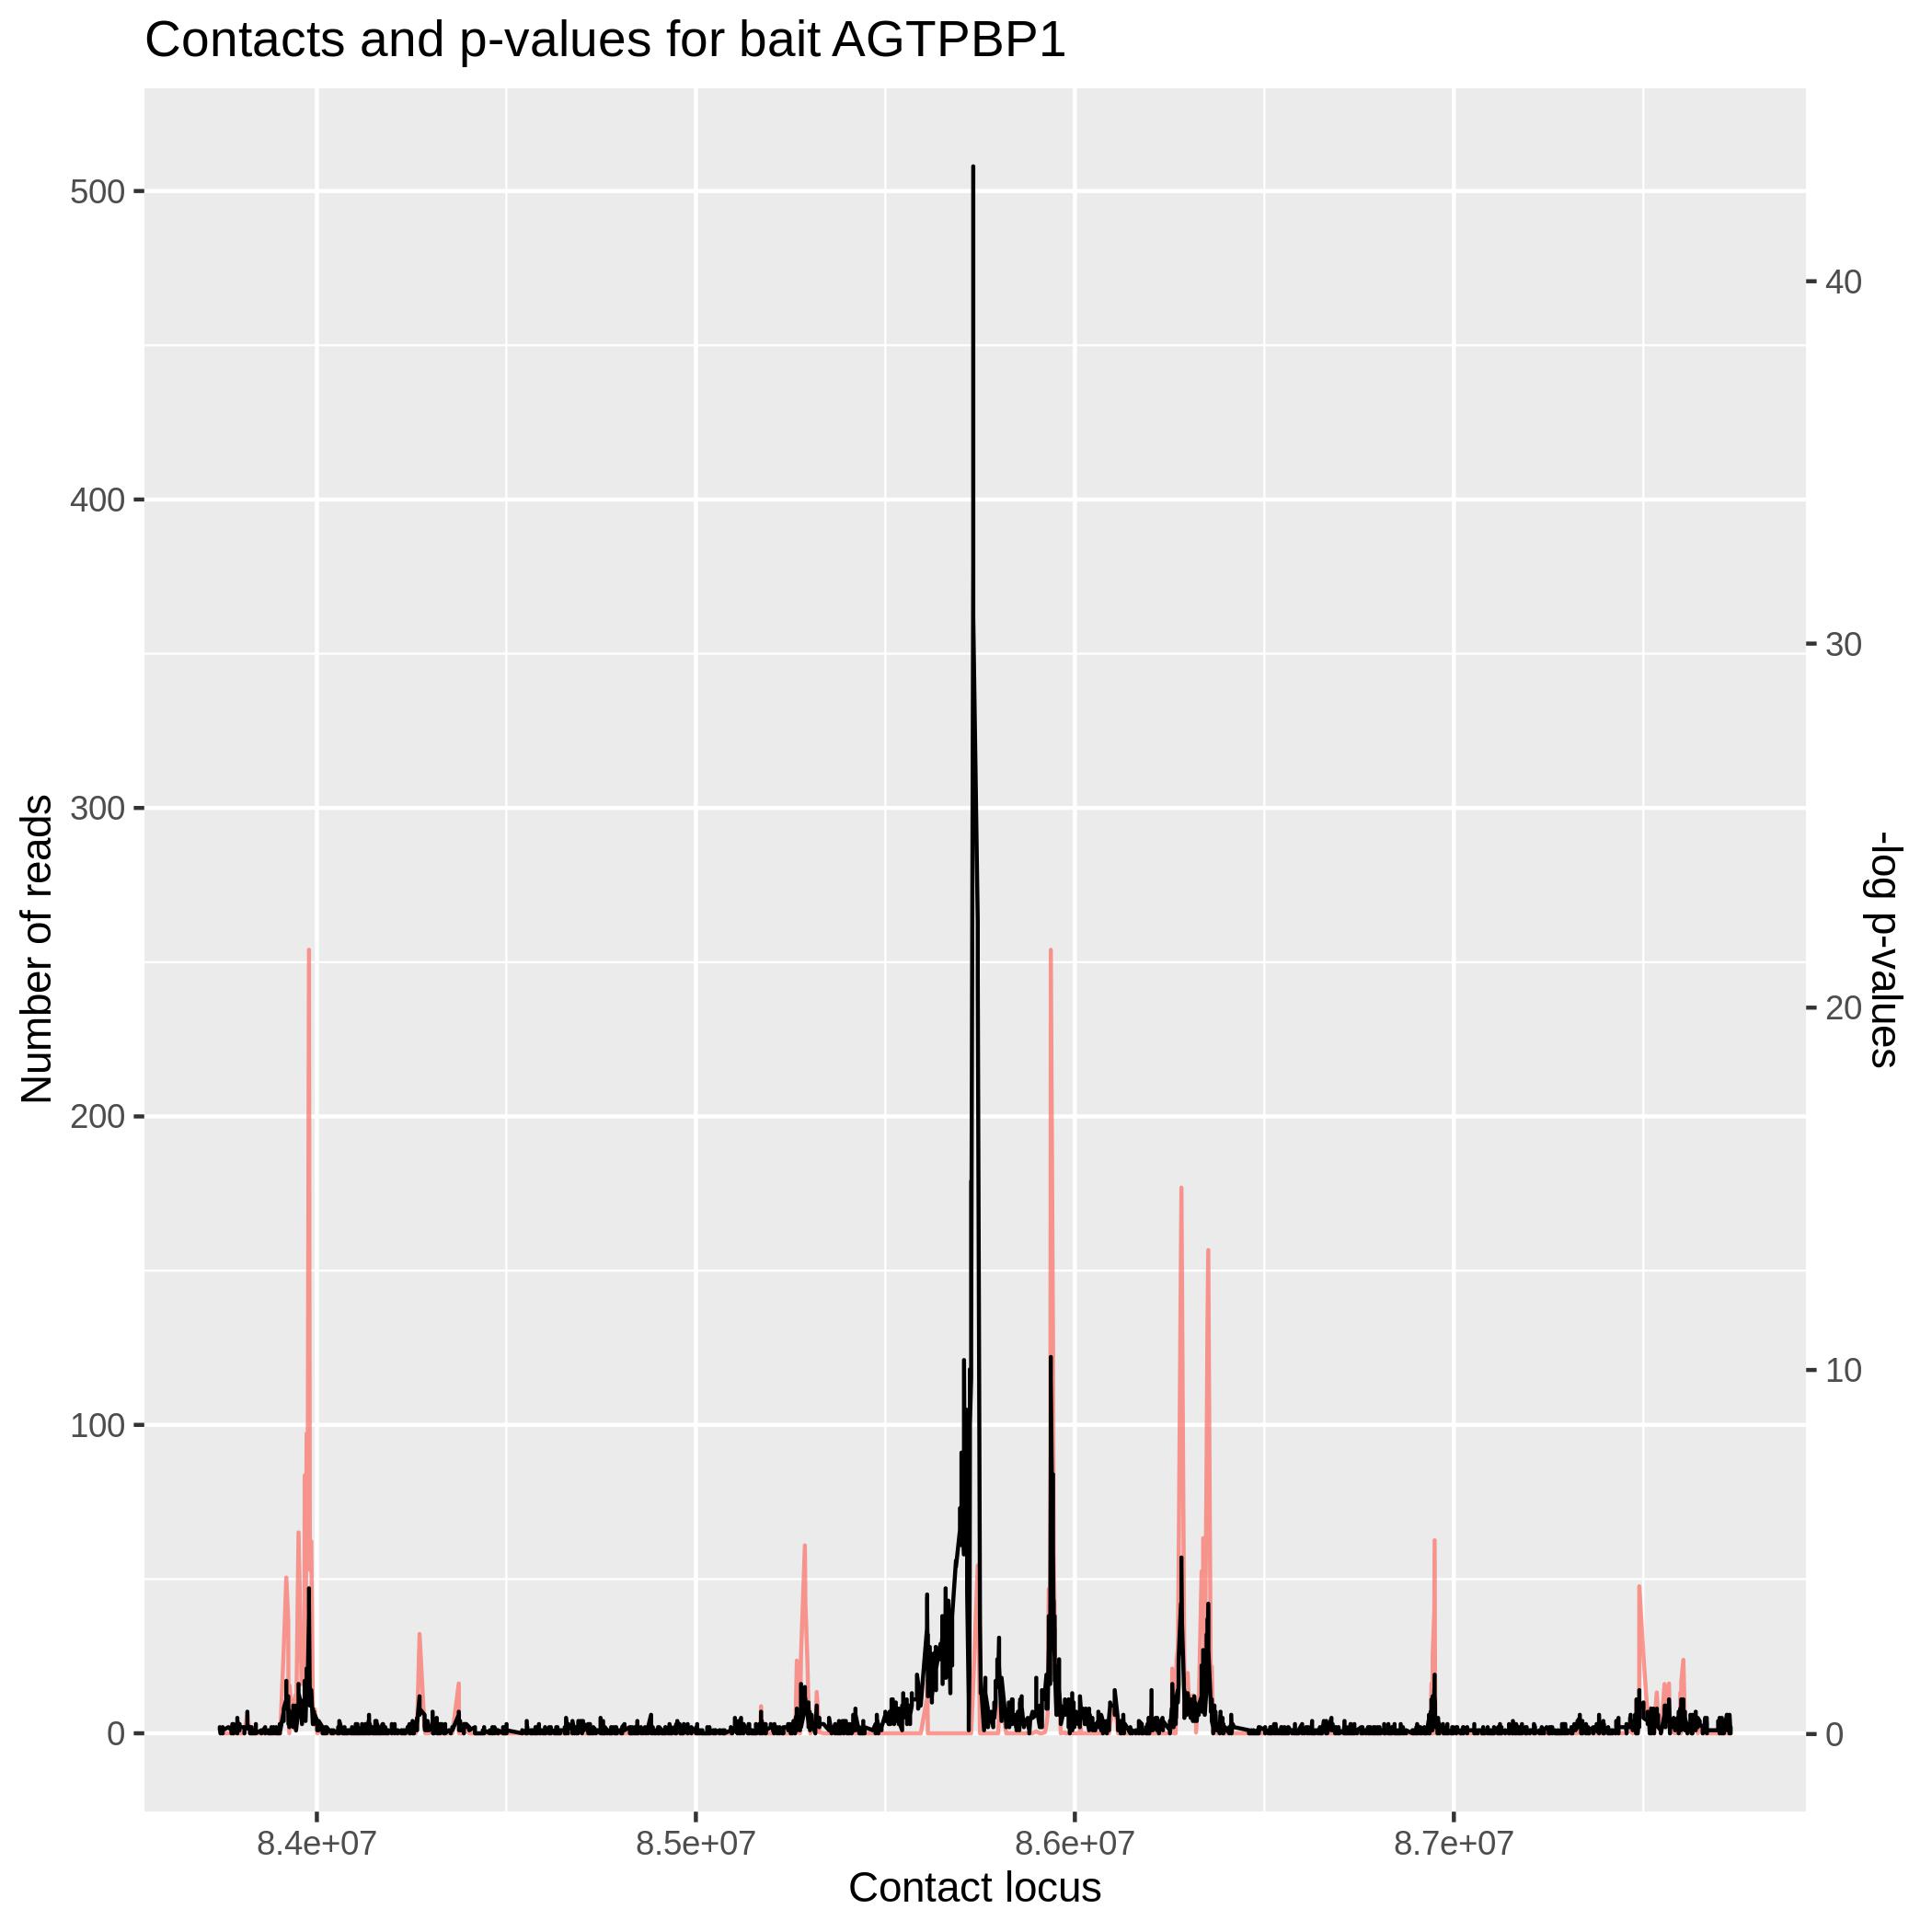 Contacts and p-values for bait AGTPBP1
500
400
300
200
100
0
Number of reads
40
30
20
10
0
-log p-values
8.4e+07
8.5e+07
8.6e+07
8.7e+07
Contact locus